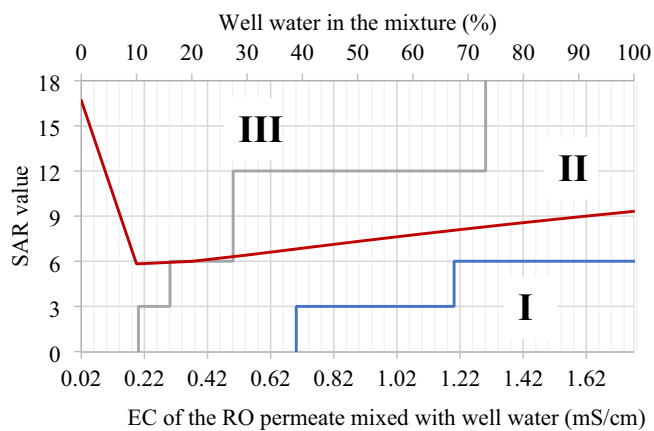 Well water in the mixture (%)
0 10 20 30 40 50 60 70 80 90 100
18
15
12
9
6
3
0
SAR value
III
II
I
0.02 0.22 0.42 0.62 0.82 1.02 1.22 1.42 1.62
EC of the RO permeate mixed with well water (mS/cm)